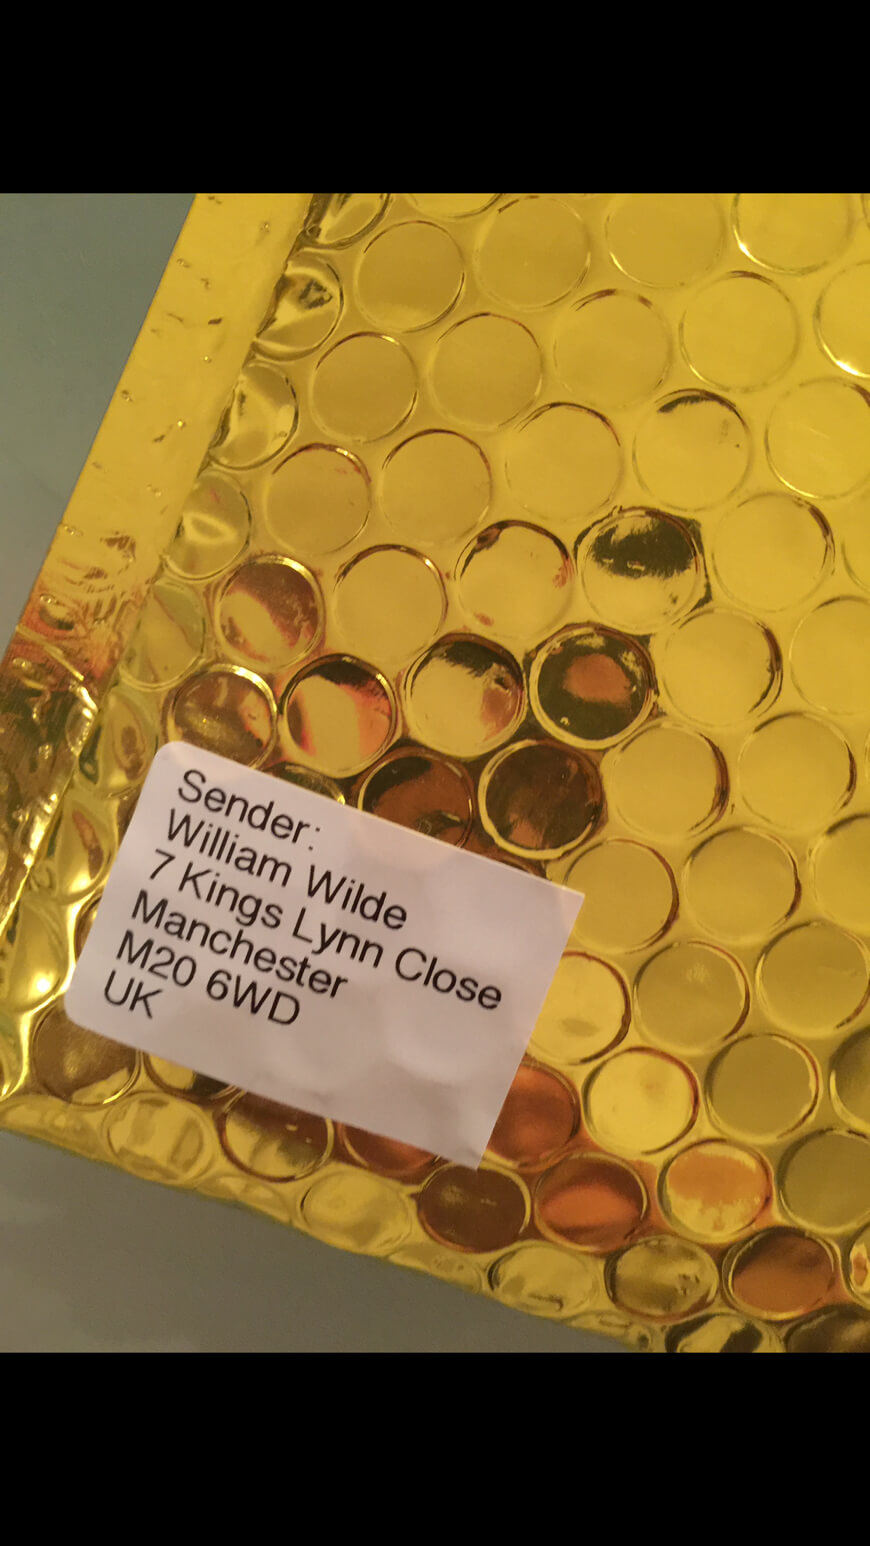 Sender:
William Wilde
7 Kings Lynn Close
Manchester
M20 6WD
UK